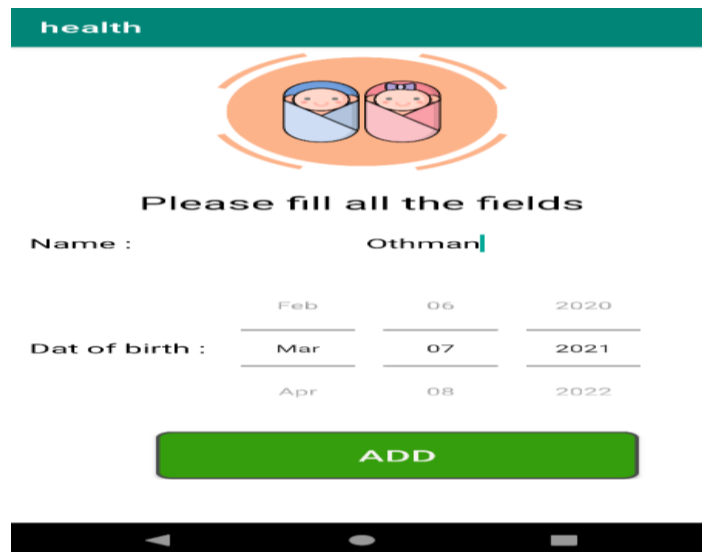 health
Please fill all the fields
Name : Othman
Feb 06 2020
Dat of birth : Mar 07 2021
Apr 08 2022
ADD